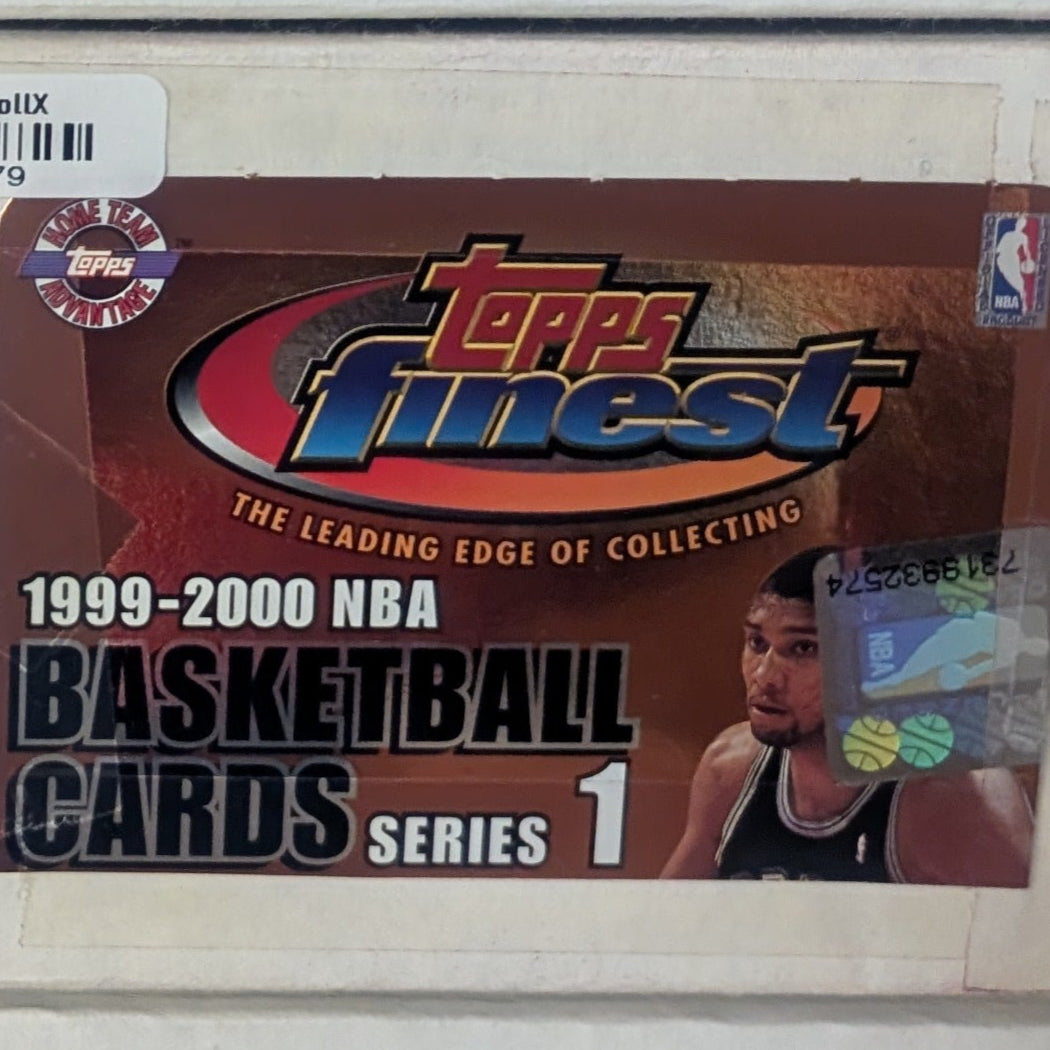 ollX
79
HOME TEAM
TOPPS
ADVANTAGE
TM
NBA
TOPPS
finest
THE LEADING EDGE OF COLLECTING
1999-2000 NBA
7319932574
NBA
BASKETBALL
CARDS SERIES 1